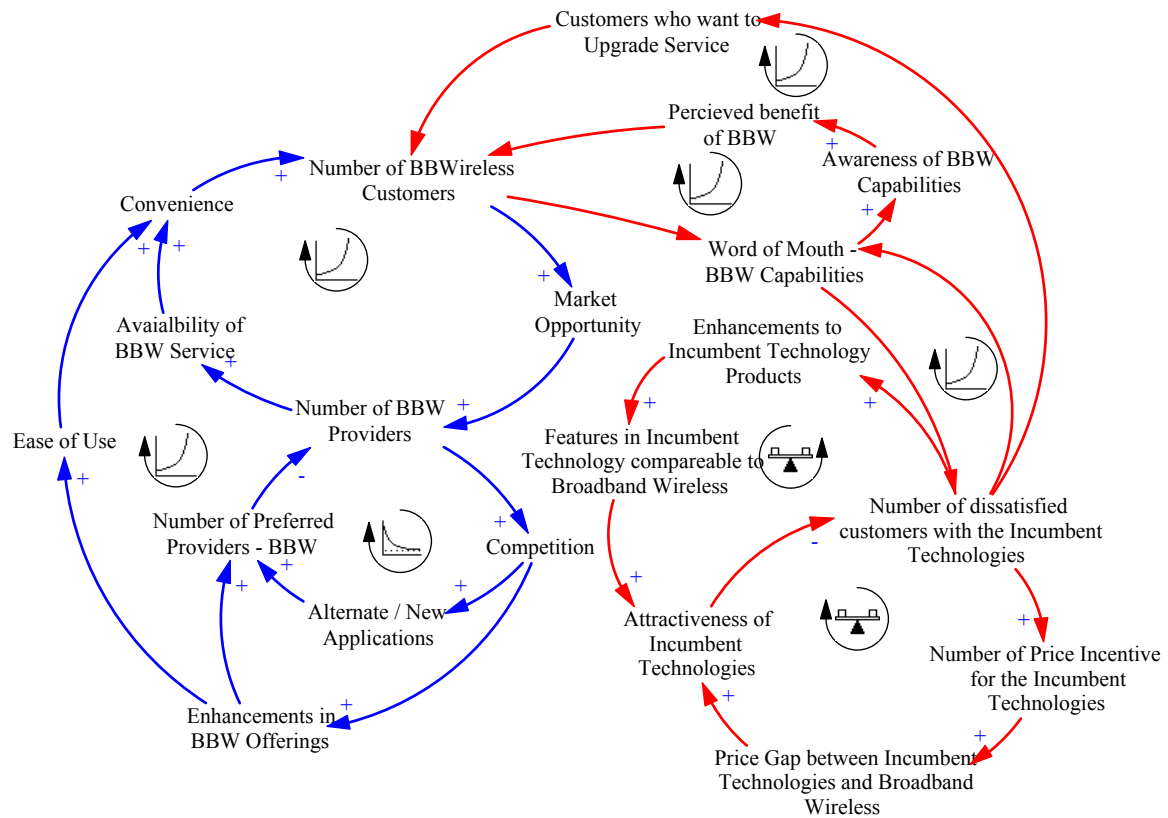 Customers who want to
Upgrade Service
Percieved benefit
of BBW
+
Awareness of BBW
Capabilities
+
Number of BBWireless
Customers
+
Convenience
+
+
Word of Mouth -
BBW Capabilities
+
Market
Opportunity
Avaialbility of
BBW Service
+
Enhancements to
Incumbent Technology
Products
+
+
Number of BBW
Providers
+
Ease of Use
+
Features in Incumbent
Technology compareable to
Broadband Wireless
-
Number of Preferred
Providers - BBW
+
+
Competition
+
Number of dissatisfied
customers with the Incumbent
Technologies
-
+
Alternate / New
Applications
+
Attractiveness of
Incumbent
Technologies
+
+
Number of Price Incentive
for the Incumbent
Technologies
+
Enhancements in
BBW Offerings
+
+
Price Gap between Incumbent
Technologies and Broadband
Wireless